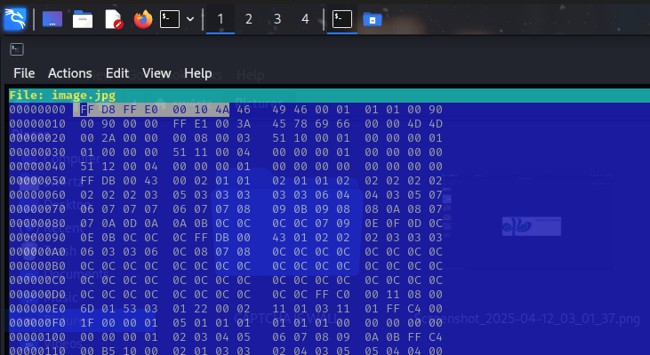 1 2 3 4
File Actions Edit View Help
File: image.jpg
00000000 FF D8 FF E0 00 10 4A 46 49 46 00 01 01 01 00 90
00000010 00 90 00 00 FF E1 00 3A 45 78 69 66 00 00 4D 4D
00000020 00 2A 00 00 00 08 00 03 51 10 00 01 00 00 00 01
00000030 01 00 00 00 51 11 00 04 00 00 00 01 00 00 00 00
00000040 51 12 00 04 00 00 00 01 00 00 00 00 00 00 00 00
00000050 FF DB 00 43 00 02 01 01 02 01 01 02 02 02 02 02
00000060 02 02 02 03 05 03 03 03 03 03 06 04 04 03 05 07
00000070 06 07 07 07 06 07 07 08 09 0B 09 08 08 0A 08 07
00000080 07 0A 0D 0A 0A 0B 0C 0C 0C 0C 07 09 0E 0F 0D 0C
00000090 0E 0B 0C 0C 0C FF DB 00 43 01 02 02 02 03 03 03
000000A0 06 03 03 06 0C 08 07 08 0C 0C 0C 0C 0C 0C 0C 0C
000000B0 0C 0C 0C 0C 0C 0C 0C 0C 0C 0C 0C 0C 0C 0C 0C 0C
000000C0 0C 0C 0C 0C 0C 0C 0C 0C 0C 0C 0C 0C 0C 0C 0C 0C
000000D0 0C 0C 0C 0C 0C 0C 0C 0C 0C 0C FF C0 00 11 08 00
000000E0 6D 01 53 03 01 22 00 02 11 01 03 11 01 FF C4 00
000000F0 1F 00 00 01 05 01 01 01 01 01 01 00 00 00 00 00
00000100 00 00 00 01 02 03 04 05 06 07 08 09 0A 0B FF C4
00000110 00 B5 10 00 02 01 03 03 02 04 03 05 05 04 04 00